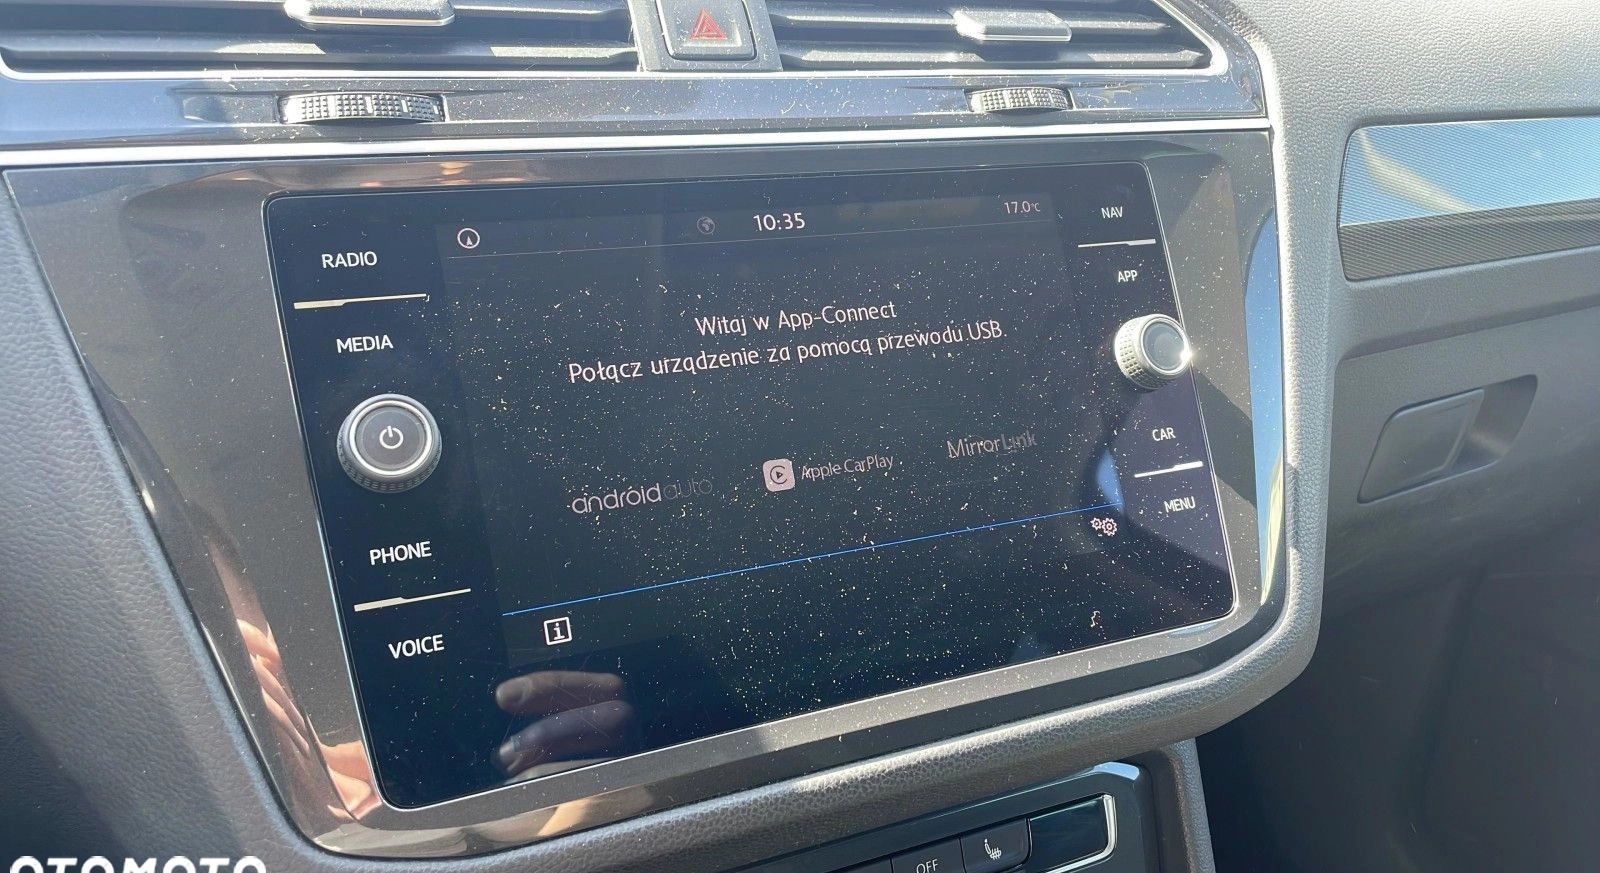 10:35
17.0°C
RADIO
MEDIA
PHONE
VOICE
NAV
APP
CAR
MENU
Witaj w App-Connect
Połącz urządzenie za pomocą przewodu USB.
androidauto
Apple CarPlay
MirrorLink
i
OFF
OTOMOTO